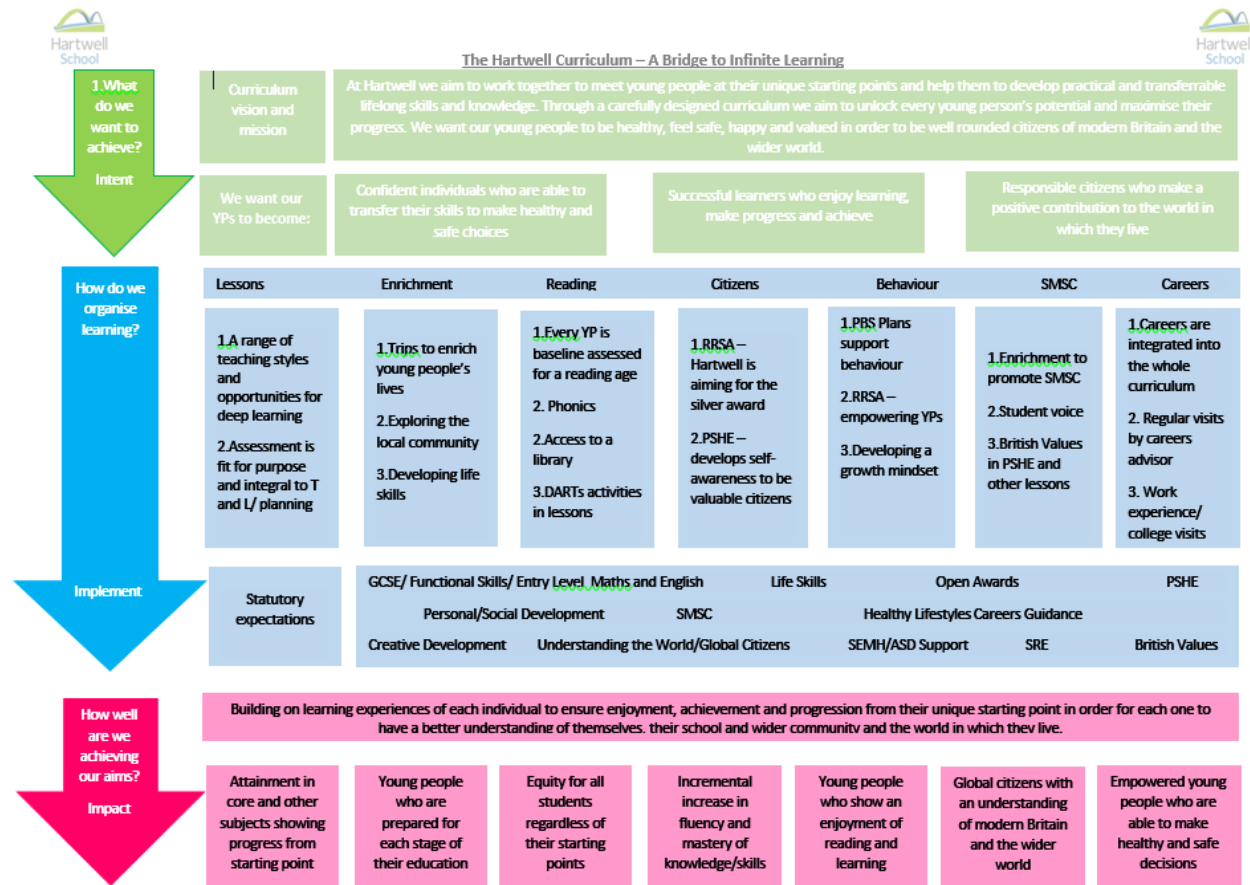 Hartwell
School
Hartwell
School
The Hartwell Curriculum – A Bridge to Infinite Learning
1.What
do we
want to
achieve?
Intent
Curriculum
vision and
mission
At Hartwell we aim to work together to meet young people at their unique starting points and help them to develop practical and transferrable
lifelong skills and knowledge. Through a carefully designed curriculum we aim to unlock every young person's potential and maximise their
progress. We want our young people to be healthy, feel safe, happy and valued in order to be well rounded citizens of modern Britain and the
wider world.
We want our
YPs to become:
Confident individuals who are able to
transfer their skills to make healthy and
safe choices
Successful learners who enjoy learning,
make progress and achieve
Responsible citizens who make a
positive contribution to the world in
which they live
How do we
organise
learning?
Implement
Lessons
Enrichment
Reading
Citizens
Behaviour
SMSC
Careers
1.A range of
teaching styles
and
opportunities for
deep learning
2.Assessment is
fit for purpose
and integral to T
and L/ planning
1.Trips to enrich
young people's
lives
2.Exploring the
local community
3.Developing life
skills
1.Every YP is
baseline assessed
for a reading age
2. Phonics
2.Access to a
library
3.DARTs activities
in lessons
1.RRSA –
Hartwell is
aiming for the
silver award
2.PSHE –
develops self-
awareness to be
valuable citizens
1.PBS Plans
support
behaviour
2.RRSA –
empowering YPs
3.Developing a
growth mindset
1.Enrichment to
promote SMSC
2.Student voice
3.British Values
in PSHE and
other lessons
1.Careers are
integrated into
the whole
curriculum
2. Regular visits
by careers
advisor
3. Work
experience/
college visits
Statutory
expectations
GCSE/ Functional Skills/ Entry Level Maths and English Life Skills Open Awards PSHE
Personal/Social Development SMSC Healthy Lifestyles Careers Guidance
Creative Development Understanding the World/Global Citizens SEMH/ASD Support SRE British Values
How well
are we
achieving
our aims?
Impact
Building on learning experiences of each individual to ensure enjoyment, achievement and progression from their unique starting point in order for each one to
have a better understanding of themselves, their school and wider community and the world in which they live.
Attainment in
core and other
subjects showing
progress from
starting point
Young people
who are
prepared for
each stage of
their education
Equity for all
students
regardless of
their starting
points
Incremental
increase in
fluency and
mastery of
knowledge/skills
Young people
who show an
enjoyment of
reading and
learning
Global citizens with
an understanding
of modern Britain
and the wider
world
Empowered young
people who are
able to make
healthy and safe
decisions